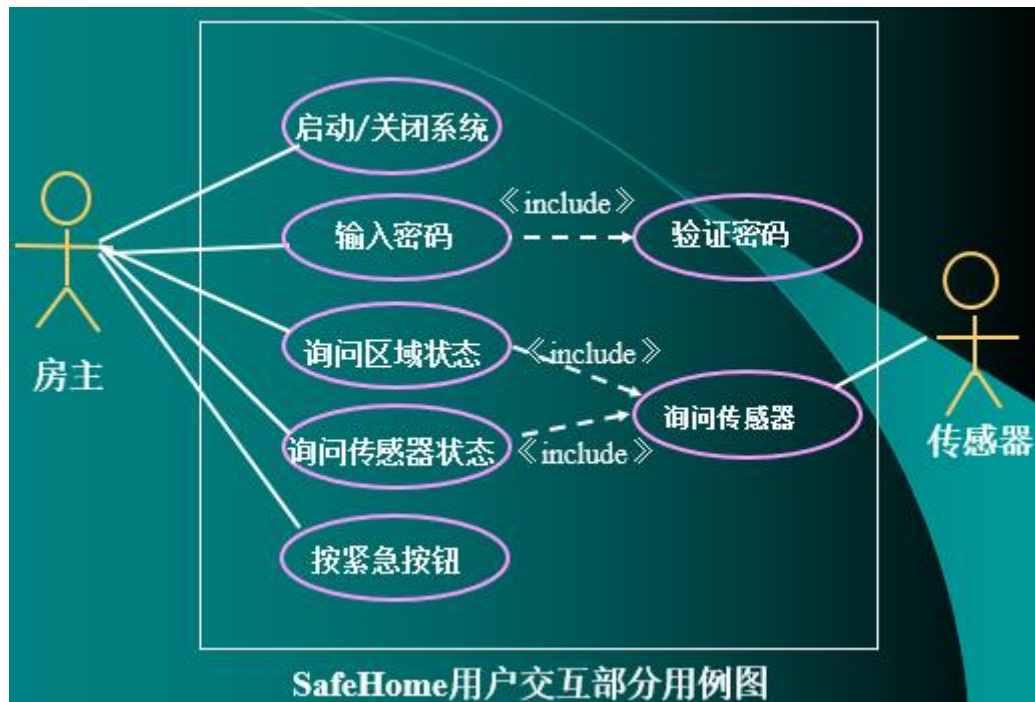 启动/关闭系统
《include》
输入密码
验证密码
询问区域状态
《include》
房主
询问传感器
询问传感器状态
《include》
传感器
按紧急按钮
SafeHome用户交互部分用例图